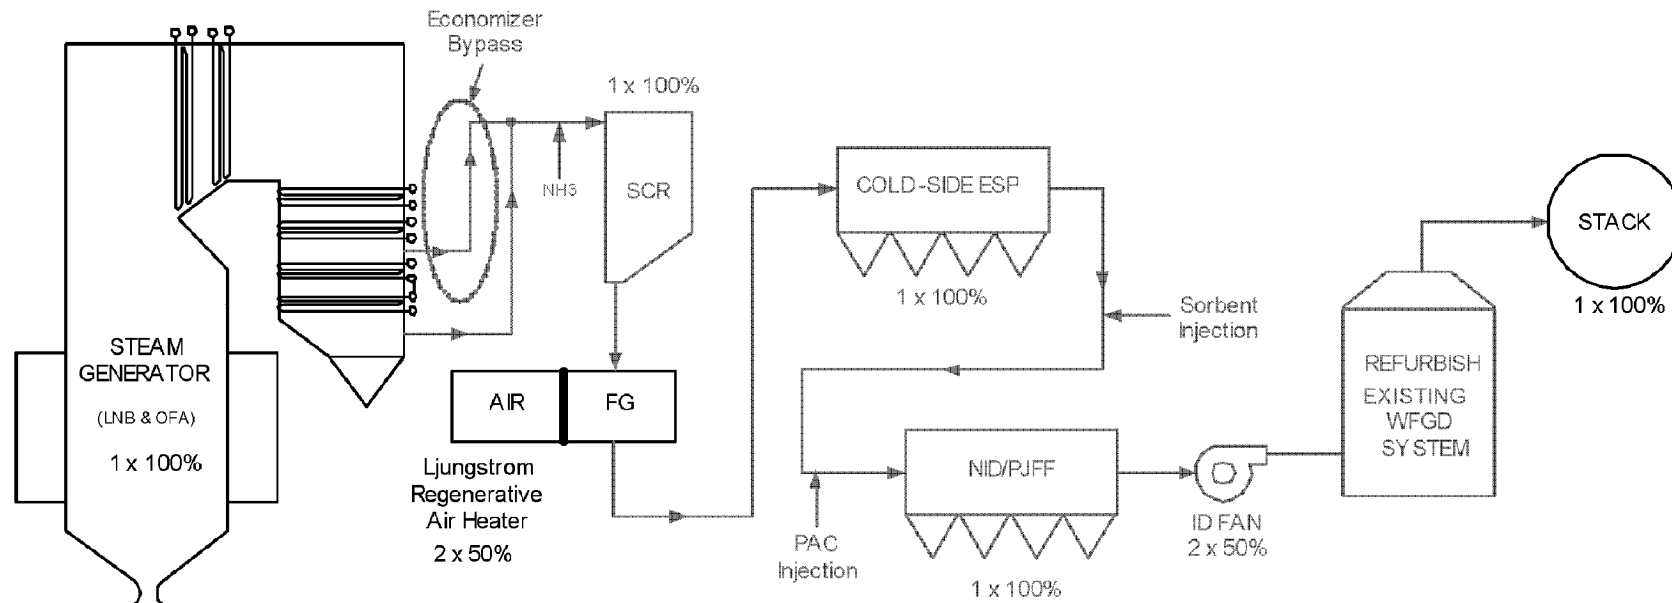 Economizer
Bypass
1 x 100%
NH3
SCR
COLD -SIDE ESP
1 x 100%
STACK
1 x 100%
Sorbent
Injection
STEAM
GENERATOR
(LNB & OFA)
1 x 100%
AIR
FG
Ljungstrom
Regenerative
Air Heater
2 x 50%
REFURBISH
EXISTING
WFGD
SYSTEM
NID/PJFF
1 x 100%
PAC
Injection
ID FAN
2 x 50%